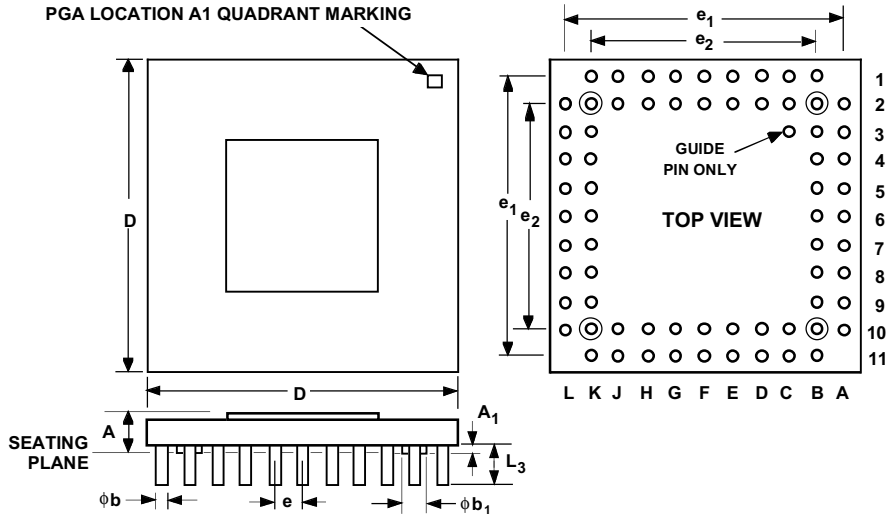 PGA LOCATION A1 QUADRANT MARKING
D
D
A
A1
SEATING
PLANE
L3
ϕb
e
ϕb1
e1
e2
e1
e2
GUIDE
PIN ONLY
TOP VIEW
1
2
3
4
5
6
7
8
9
10
11
L K J H G F E D C B A